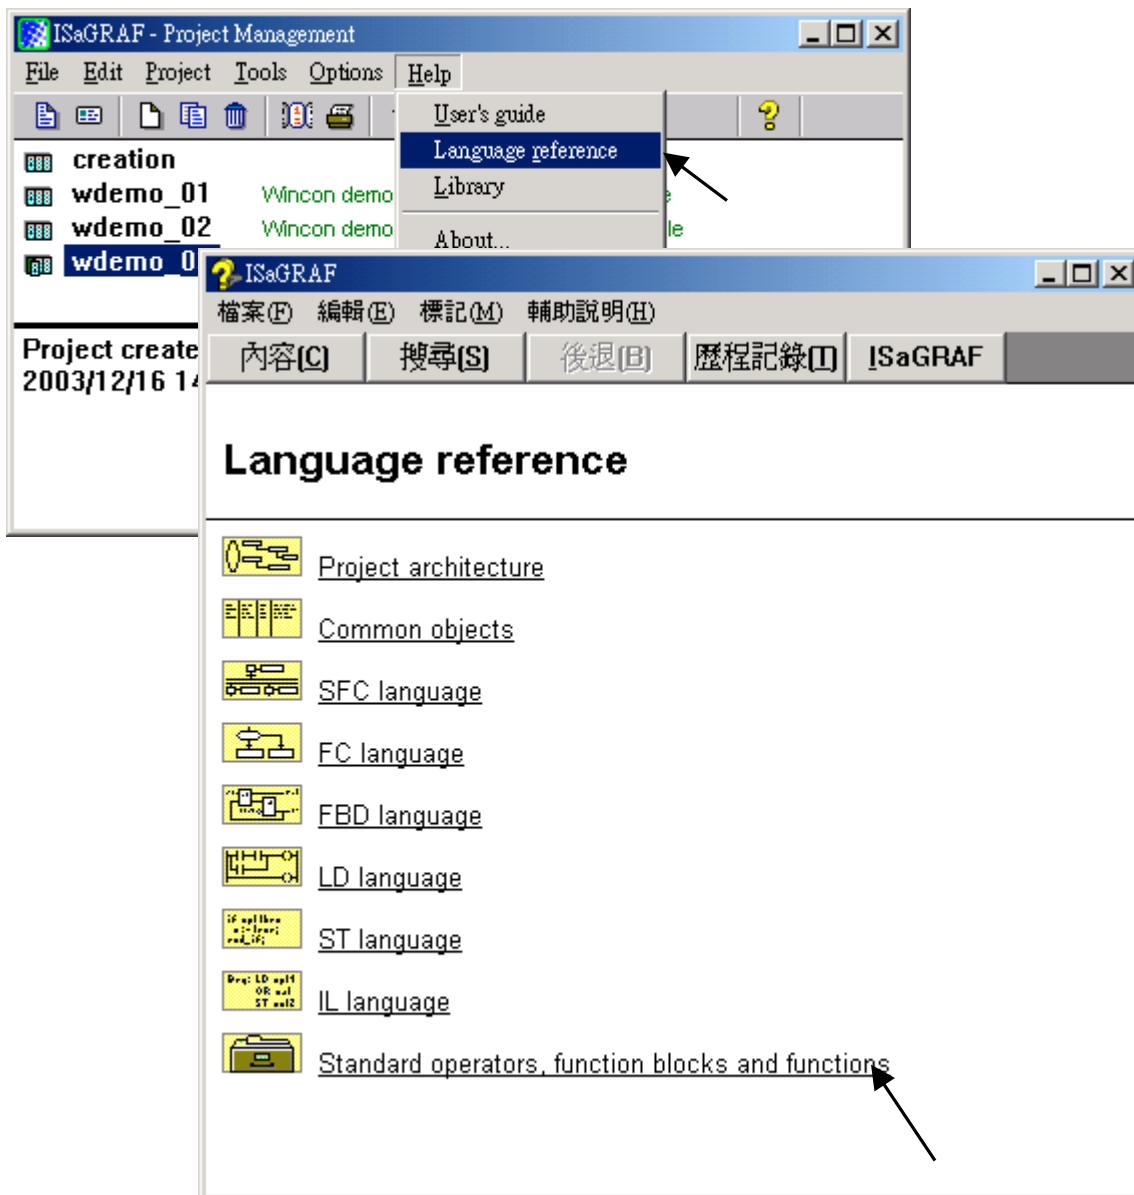 ISaGRAF - Project Management
File Edit Project Tools Options Help
User's guide
Language reference
Library
About...
creation
wdemo_01 Wincon demo
wdemo_02 Wincon demo le
wdemo_0
Project create
2003/12/16 14
ISaGRAF
檔案(F) 編輯(E) 標記(M) 輔助說明(H)
內容(C) 搜尋(S) 後退(B) 歷程記錄(T) ISaGRAF
Language reference
Project architecture
Common objects
SFC language
FC language
FBD language
LD language
ST language
IL language
Standard operators, function blocks and functions